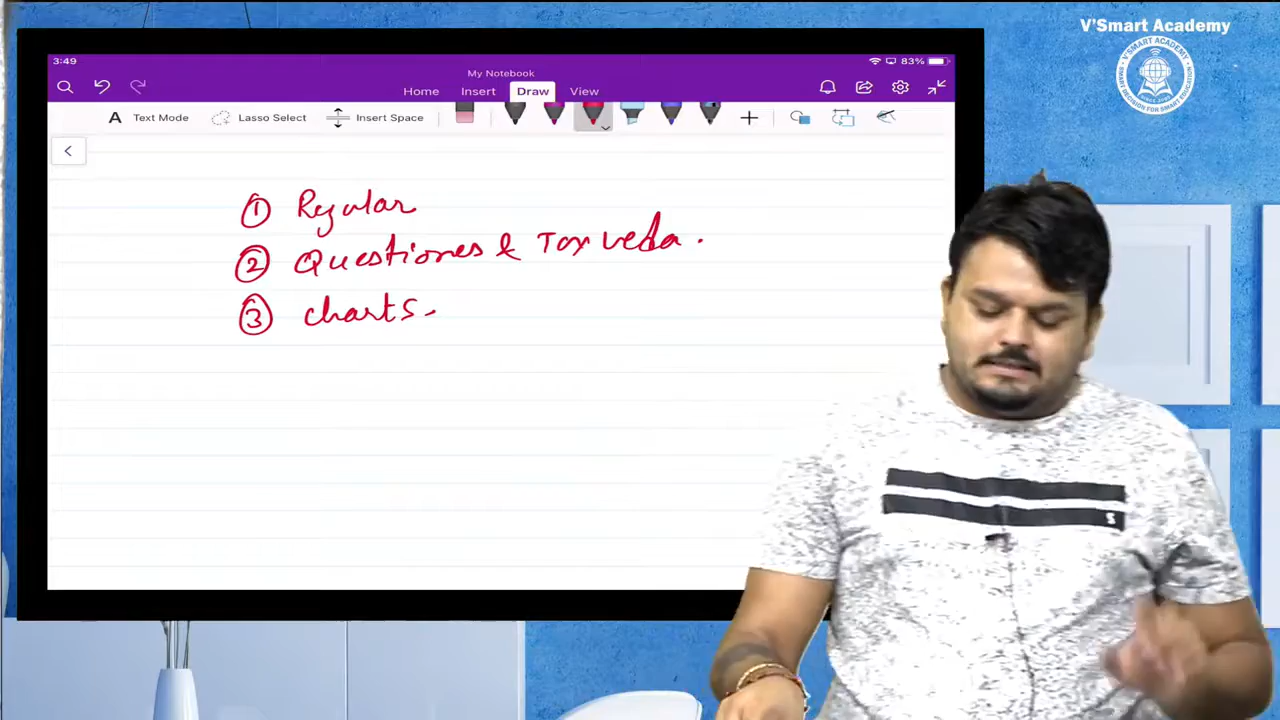 V'Smart Academy
3:49
83%
My Notebook
Home Insert Draw View
Text Mode Lasso Select Insert Space
① Regular
② Questiones & Tax veda.
③ charts.
S